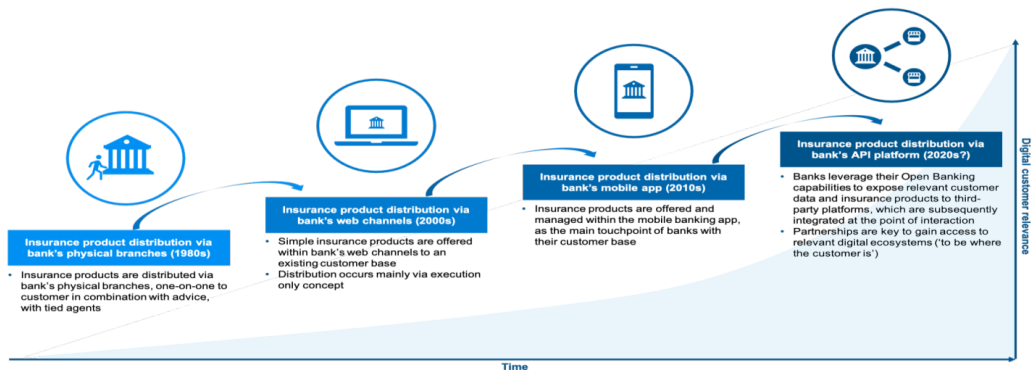 Insurance product distribution via
bank's physical branches (1980s)
• Insurance products are distributed via
bank's physical branches, one-on-one to
customer in combination with advice,
with tied agents
Insurance product distribution via
bank's web channels (2000s)
• Simple insurance products are offered
within bank's web channels to an
existing customer base
• Distribution occurs mainly via execution
only concept
Insurance product distribution via
bank's mobile app (2010s)
• Insurance products are offered and
managed within the mobile banking app,
as the main touchpoint of banks with
their customer base
Insurance product distribution via
bank's API platform (2020s?)
• Banks leverage their Open Banking
capabilities to expose relevant customer
data and insurance products to third-
party platforms, which are subsequently
integrated at the point of interaction
• Partnerships are key to gain access to
relevant digital ecosystems ('to be where
the customer is')
Digital customer relevance
Time